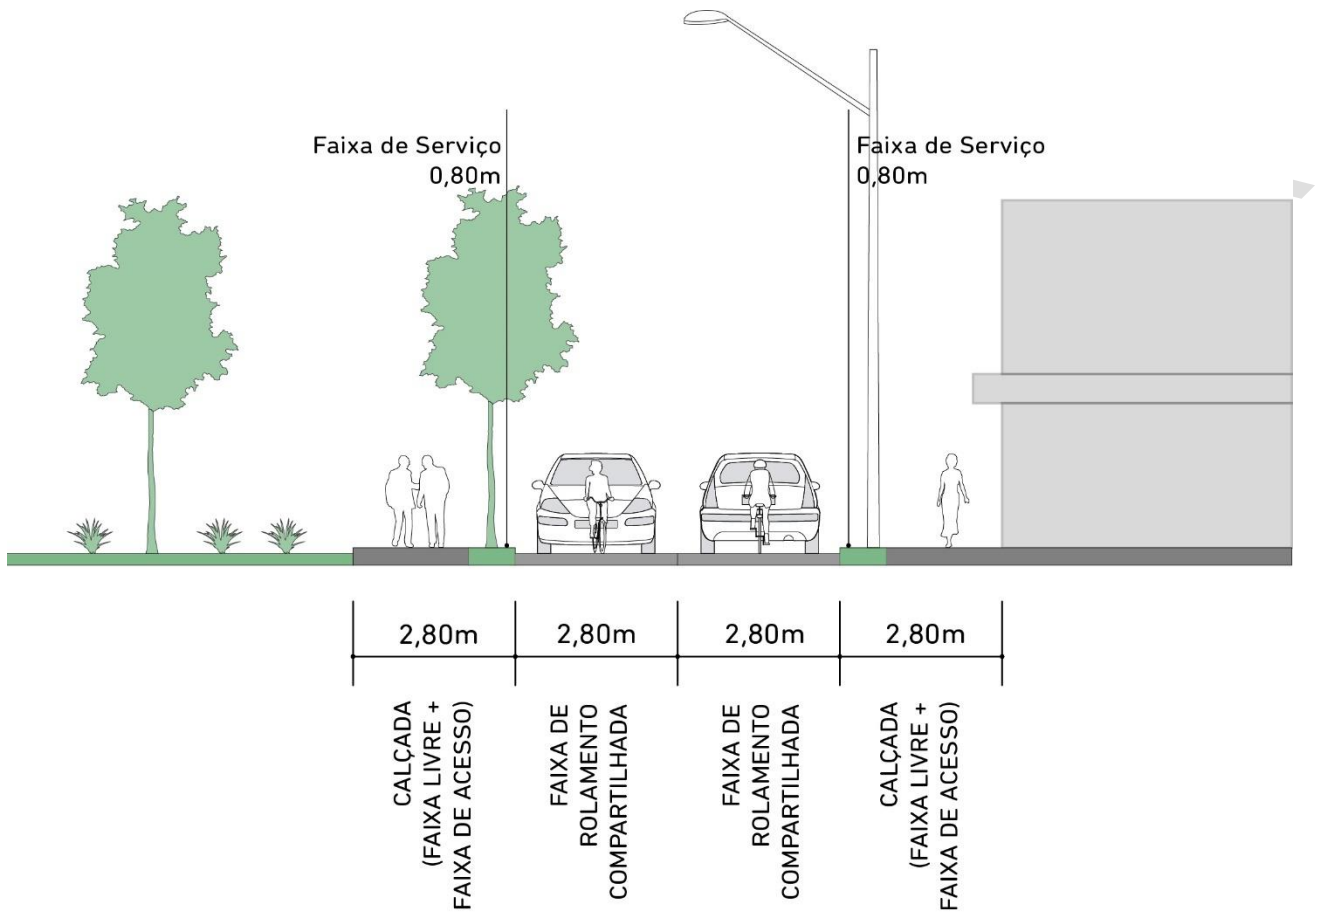 Faixa de Serviço
0,80m
Faixa de Serviço
0,80m
2,80m
2,80m
2,80m
2,80m
CALÇADA
(FAIXA LIVRE +
FAIXA DE ACESSO)
FAIXA DE
ROLAMENTO
COMPARTILHADA
FAIXA DE
ROLAMENTO
COMPARTILHADA
CALÇADA
(FAIXA LIVRE +
FAIXA DE ACESSO)